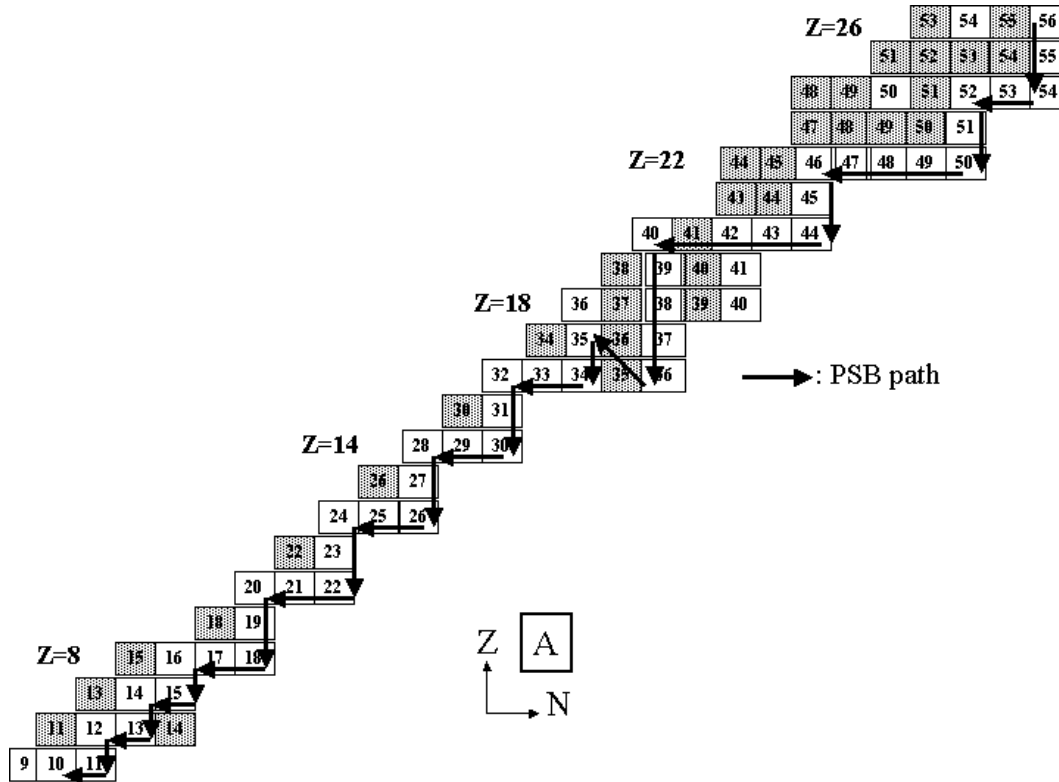 53 54 55 56
Z=26
51 52 53 54 55
48 49 50 51 52 53 54
47 48 49 50 51
Z=22 44 45 46 47 48 49 50
43 44 45
40 41 42 43 44
38 39 40 41
Z=18 36 37 38 39 40
34 35 36 37
32 33 34 35 36 : PSB path
30 31
Z=14 28 29 30
26 27
24 25 26
22 23
20 21 22
18 19
Z A
Z=8 15 16 17 18
13 14 15 N
11 12 13 14
9 10 11